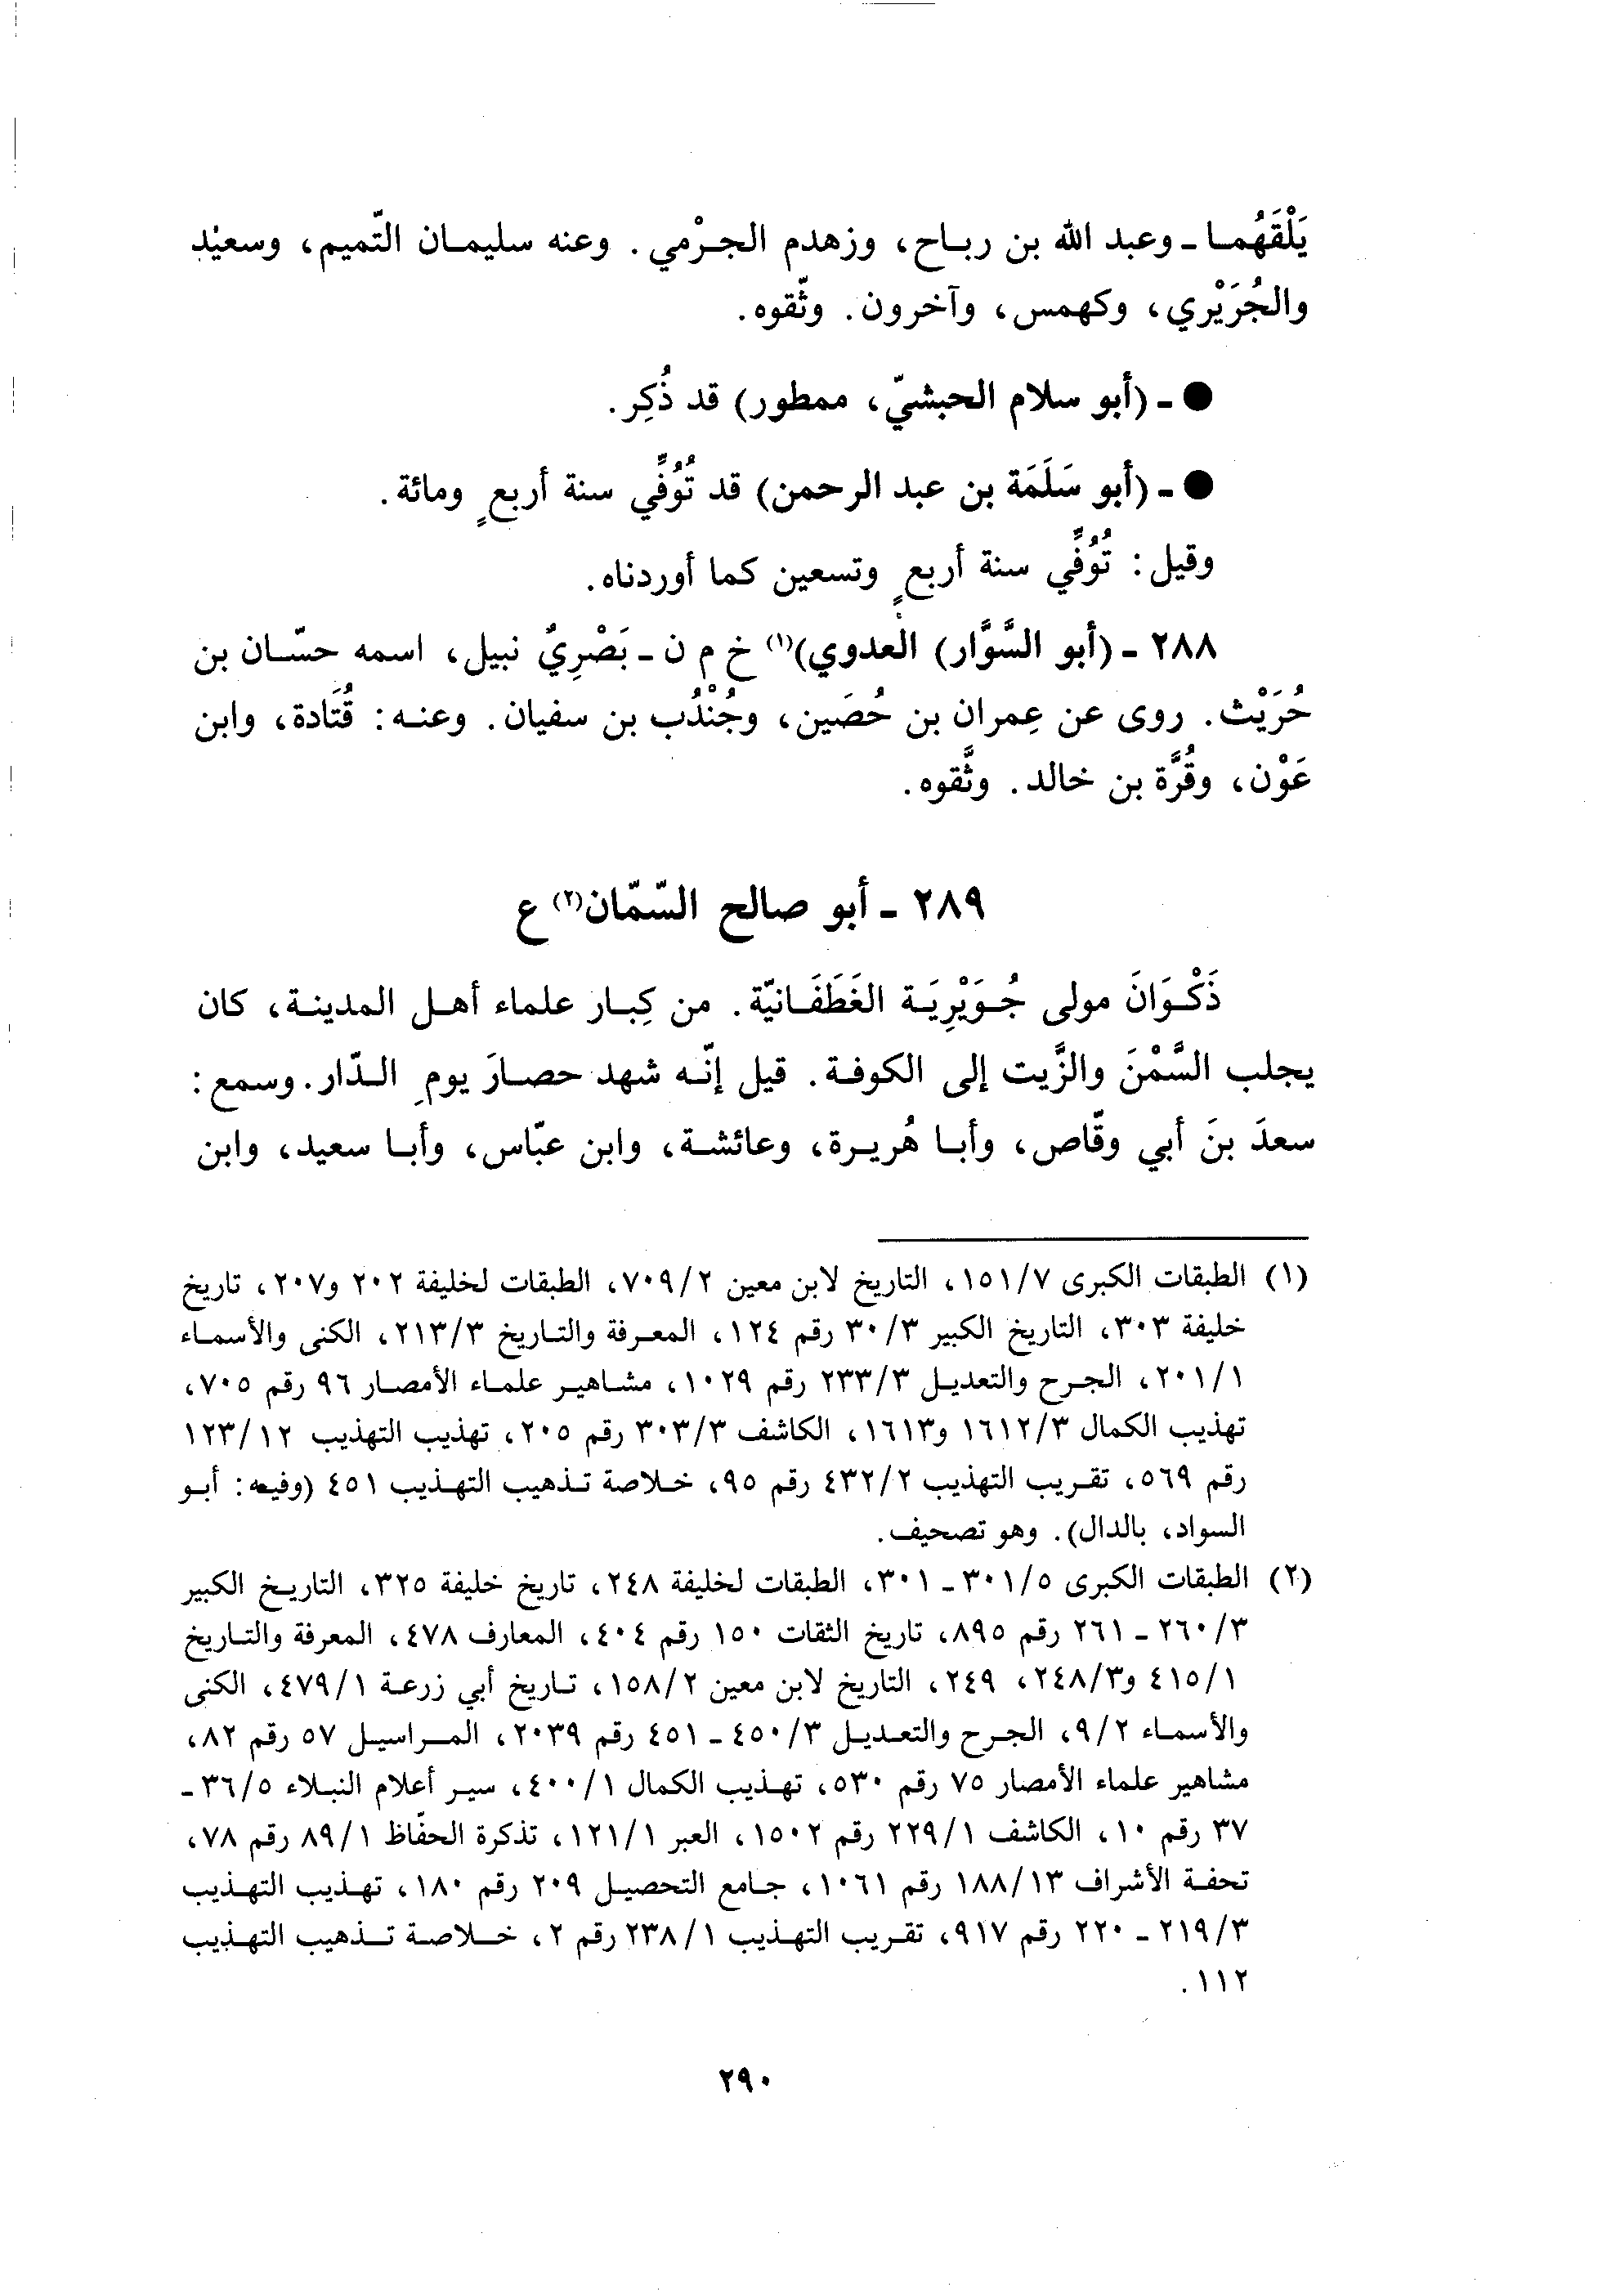 يَلْقَهُما ـ وعبد الله بن رباح، وزهدم الجرْمي. وعنه سليمان التّميم، وسعيْد
والجُرَيْري، وكهمس، وآخرون. وثّقوه.
● ـ (أبو سلام الحبشيّ، ممطور) قد ذُكِر.
● ـ (أبو سَلَمَة بن عبد الرحمن) قد تُوُفِّي سنة أربعٍ ومائة.
وقيل: تُوُفِّي سنة أربعٍ وتسعين كما أوردناه.
٢٨٨ ـ (أبو السَّوَّار) العدوي)(١) خ م ن ـ بَصْرِيٌ نبيل، اسمه حسّان بن
حُرَيْث. روى عن عِمران بن حُصَين، وجُنْدُب بن سفيان. وعنه: قُتَادة، وابن
عَوْن، وقُرَّة بن خالد. وثَّقوه.
٢٨٩ ـ أبو صالح السّمّان(٢) ع
ذَكْوَانَ مولى جُوَيْرِيَة الغَطَفَانيّة. من كِبار علماء أهل المدينة، كان
يجلب السَّمْنَ والزَّيت إلى الكوفة. قيل إنّه شهد حصارَ يومِ الدّار. وسمع:
سعدَ بنَ أبي وقّاص، وأبا هُريرة، وعائشة، وابن عبّاس، وأبا سعيد، وابن
(١) الطبقات الكبرى ١٥١/٧، التاريخ لابن معين ٧٠٩/٢، الطبقات لخليفة ٢٠٢ و٢٠٧، تاريخ
خليفة ٣٠٣، التاريخ الكبير ٣٠/٣ رقم ١٢٤، المعرفة والتاريخ ٢١٣/٣، الكنى والأسماء
٢٠١/١، الجرح والتعديل ٢٣٣/٣ رقم ١٠٢٩، مشاهير علماء الأمصار ٩٦ رقم ٧٠٥،
تهذيب الكمال ١٦١٢/٣ و١٦١٣، الكاشف ٣٠٣/٣ رقم ٢٠٥، تهذيب التهذيب ١٢٣/١٢
رقم ٥٦٩، تقريب التهذيب ٤٣٢/٢ رقم ٩٥، خلاصة تذهيب التهذيب ٤٥١ (وفيه: أبو
السواد، بالدال). وهو تصحيف.
(٢) الطبقات الكبرى ٣٠١/٥ ـ ٣٠١، الطبقات لخليفة ٢٤٨، تاريخ خليفة ٣٢٥، التاريخ الكبير
٢٦٠/٣ ـ ٢٦١ رقم ٨٩٥، تاريخ الثقات ١٥٠ رقم ٤٠٤، المعارف ٤٧٨، المعرفة والتاريخ
٤١٥/١ و٢٤٨/٣، ٢٤٩، التاريخ لابن معين ١٥٨/٢، تاريخ أبي زرعة ٤٧٩/١، الكنى
والأسماء ٩/٢، الجرح والتعديل ٤٥٠/٣ ـ ٤٥١ رقم ٢٠٣٩، المراسيل ٥٧ رقم ٨٢،
مشاهير علماء الأمصار ٧٥ رقم ٥٣٠، تهذيب الكمال ٤٠٠/١، سير أعلام النبلاء ٣٦/٥ ـ
٣٧ رقم ١٠، الكاشف ٢٢٩/١ رقم ١٥٠٢، العبر ١٢١/١، تذكرة الحفّاظ ٨٩/١ رقم ٧٨،
تحفة الأشراف ١٨٨/١٣ رقم ١٠٦١، جامع التحصيل ٢٠٩ رقم ١٨٠، تهذيب التهذيب
٢١٩/٣ ـ ٢٢٠ رقم ٩١٧، تقريب التهذيب ٢٣٨/١ رقم ٢، خلاصة تذهيب التهذيب
١١٢.
٢٩٠